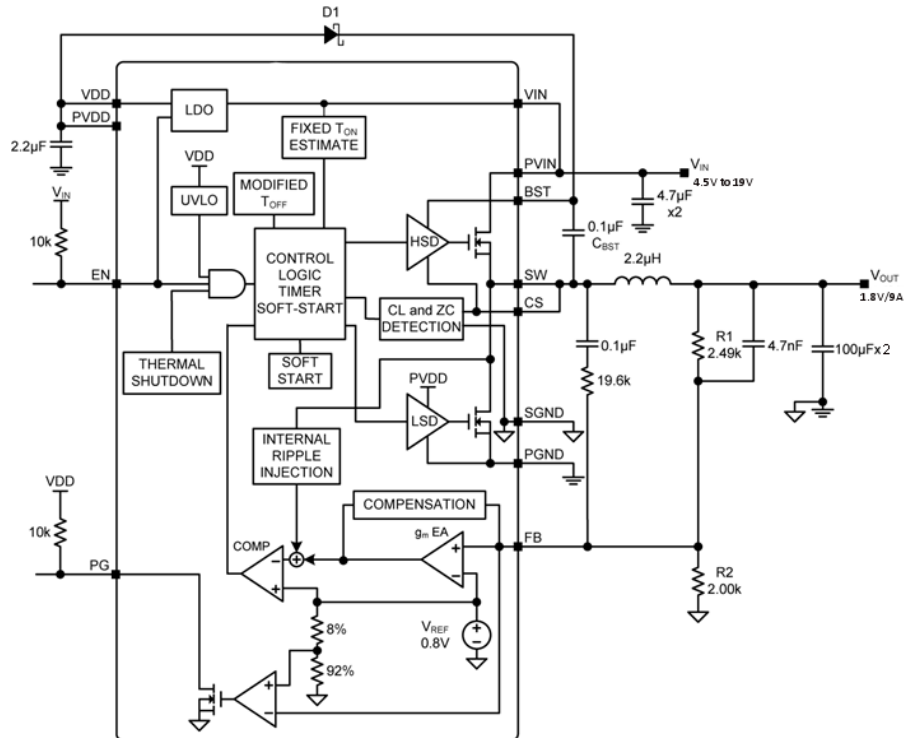 D1
VDD
PVDD
2.2µF
LDO
VIN
FIXED TON
ESTIMATE
VDD
UVLO
MODIFIED
TOFF
VIN
10k
EN
THERMAL
SHUTDOWN
CONTROL
LOGIC
TIMER
SOFT-START
SOFT
START
HSD
CL and ZC
DETECTION
PVDD
LSD
INTERNAL
RIPPLE
INJECTION
PVIN
BST
VIN
4.5V to 19V
4.7µF
x2
0.1µF
CBST
2.2µH
SW
CS
VOUT
1.8V/9A
0.1µF
19.6k
R1
2.49k
4.7nF
100µFx2
SGND
PGND
VDD
10k
PG
COMPENSATION
COMP
gm EA
−
+
+
+
−
FB
R2
2.00k
8%
92%
VREF
0.8V
+
−
+
−